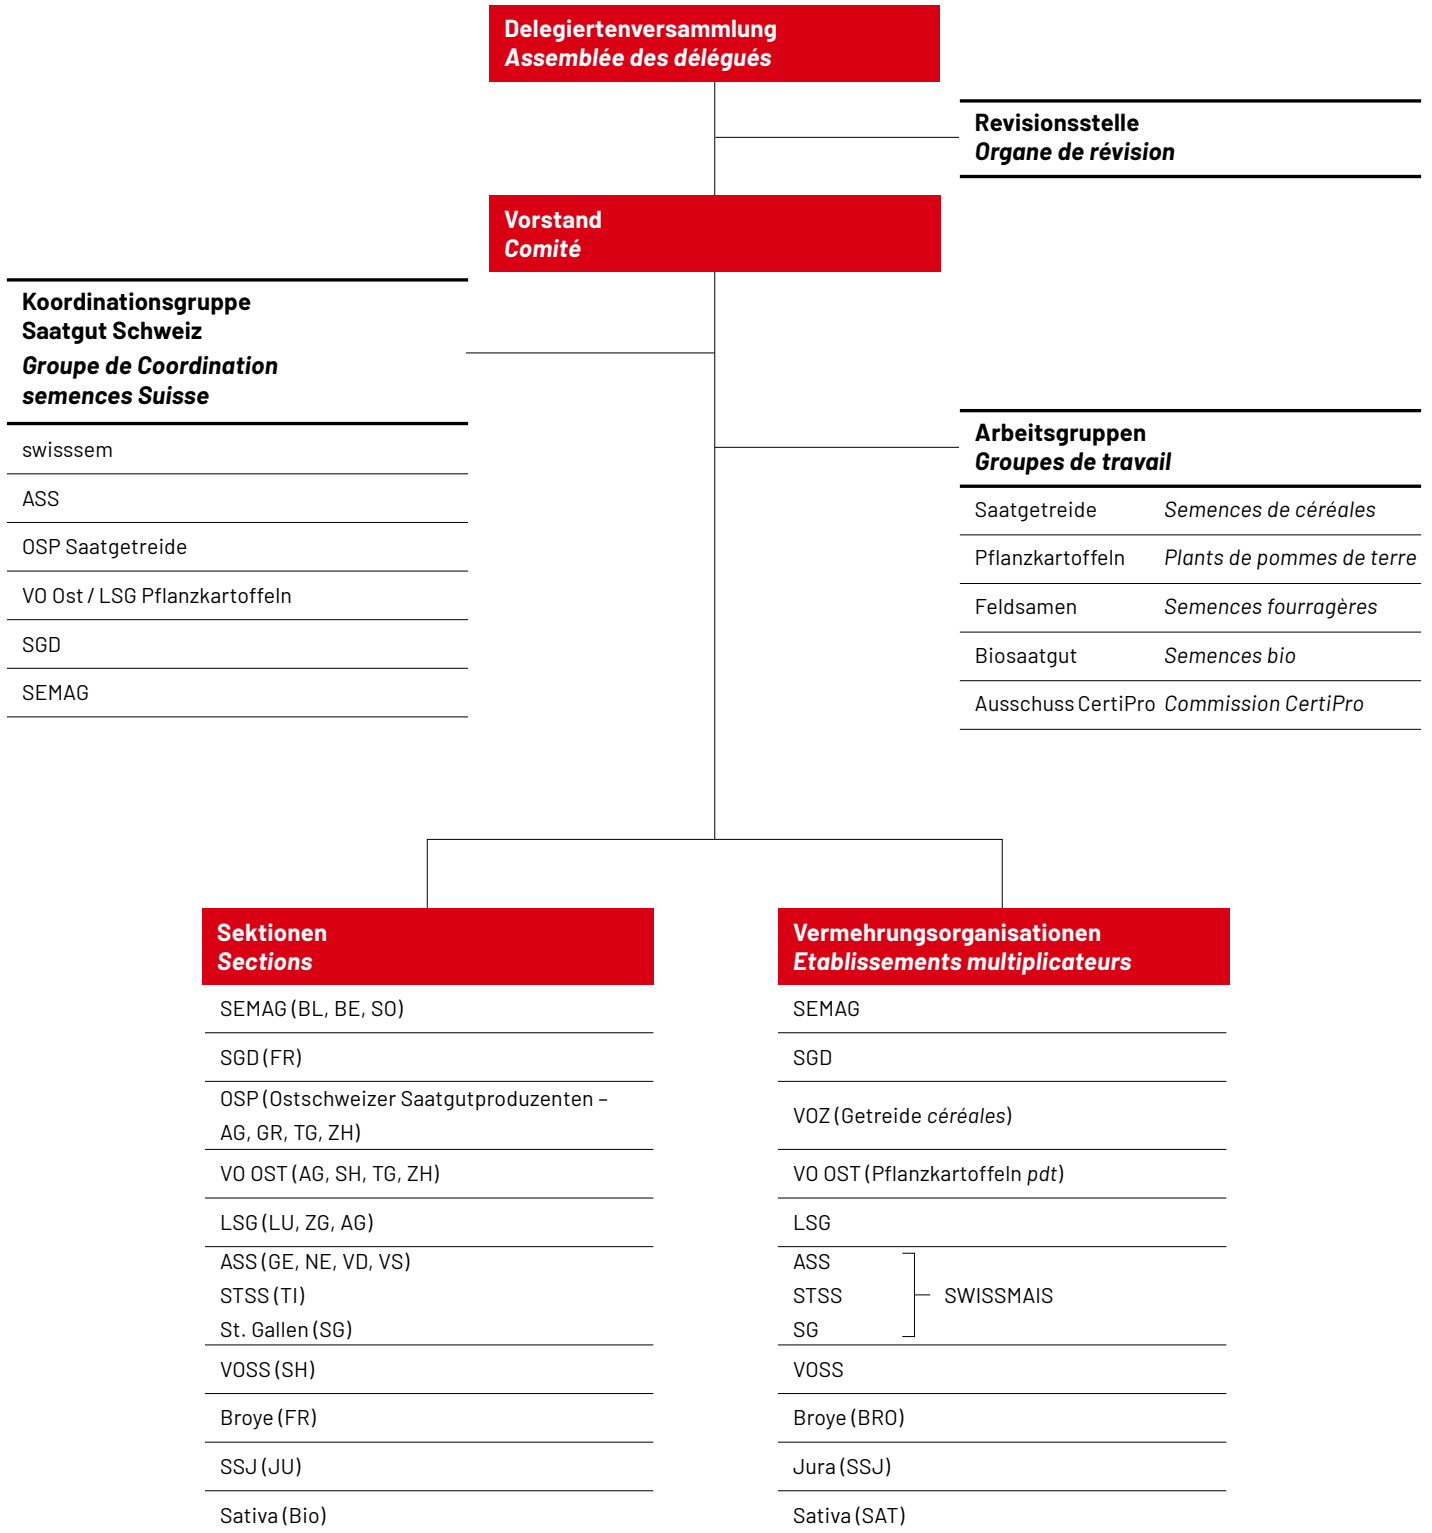 Delegiertenversammlung
Assemblée des délégués
Revisionsstelle
Organe de révision
Vorstand
Comité
Koordinationsgruppe
Saatgut Schweiz
Groupe de Coordination
semences Suisse
swisssem
ASS
OSP Saatgetreide
VO Ost / LSG Pflanzkartoffeln
SGD
SEMAG
Arbeitsgruppen
Groupes de travail
Saatgetreide Semences de céréales
Pflanzkartoffeln Plants de pommes de terre
Feldsamen Semences fourragères
Biosaatgut Semences bio
Ausschuss CertiPro Commission CertiPro
Sektionen
Sections
SEMAG (BL, BE, SO)
SGD (FR)
OSP (Ostschweizer Saatgutproduzenten –
AG, GR, TG, ZH)
VO OST (AG, SH, TG, ZH)
LSG (LU, ZG, AG)
ASS (GE, NE, VD, VS)
STSS (TI)
St. Gallen (SG)
VOSS (SH)
Broye (FR)
SSJ (JU)
Sativa (Bio)
Vermehrungsorganisationen
Etablissements multiplicateurs
SEMAG
SGD
VOZ (Getreide céréales)
VO OST (Pflanzkartoffeln pdt)
LSG
ASS
STSS SWISSMAIS
SG
VOSS
Broye (BRO)
Jura (SSJ)
Sativa (SAT)